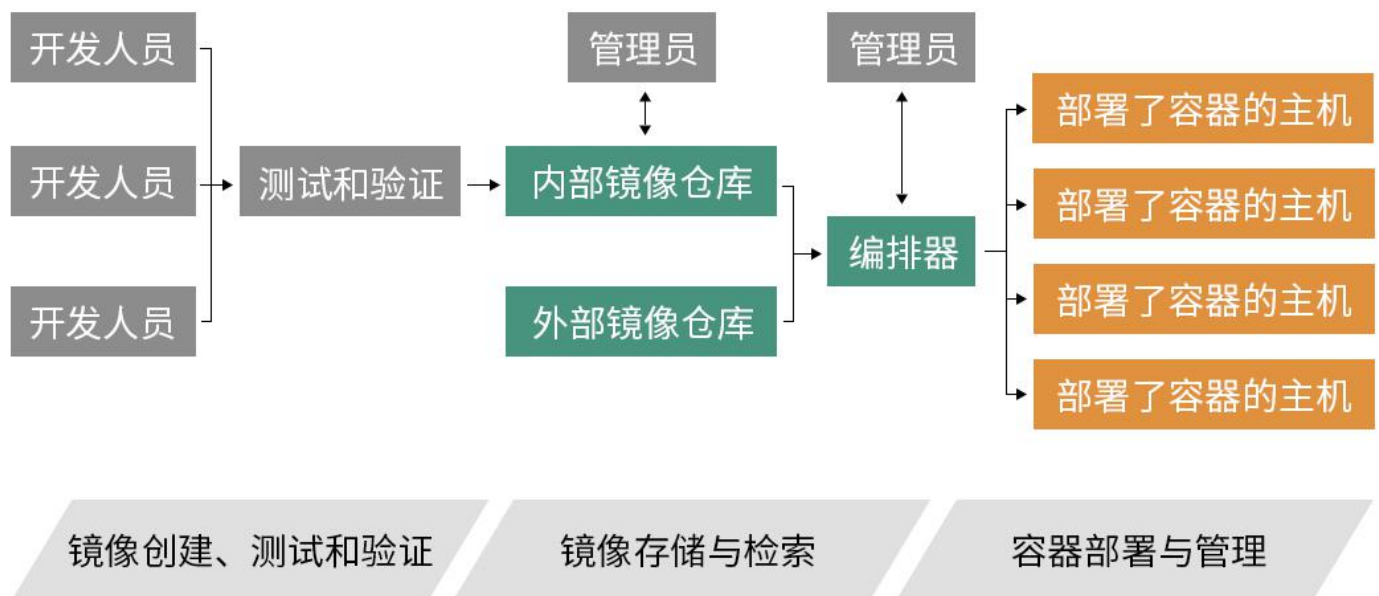 开发人员
管理员
管理员
部署了容器的主机
开发人员
测试和验证
内部镜像仓库
部署了容器的主机
编排器
部署了容器的主机
开发人员
外部镜像仓库
部署了容器的主机
镜像创建、测试和验证
镜像存储与检索
容器部署与管理